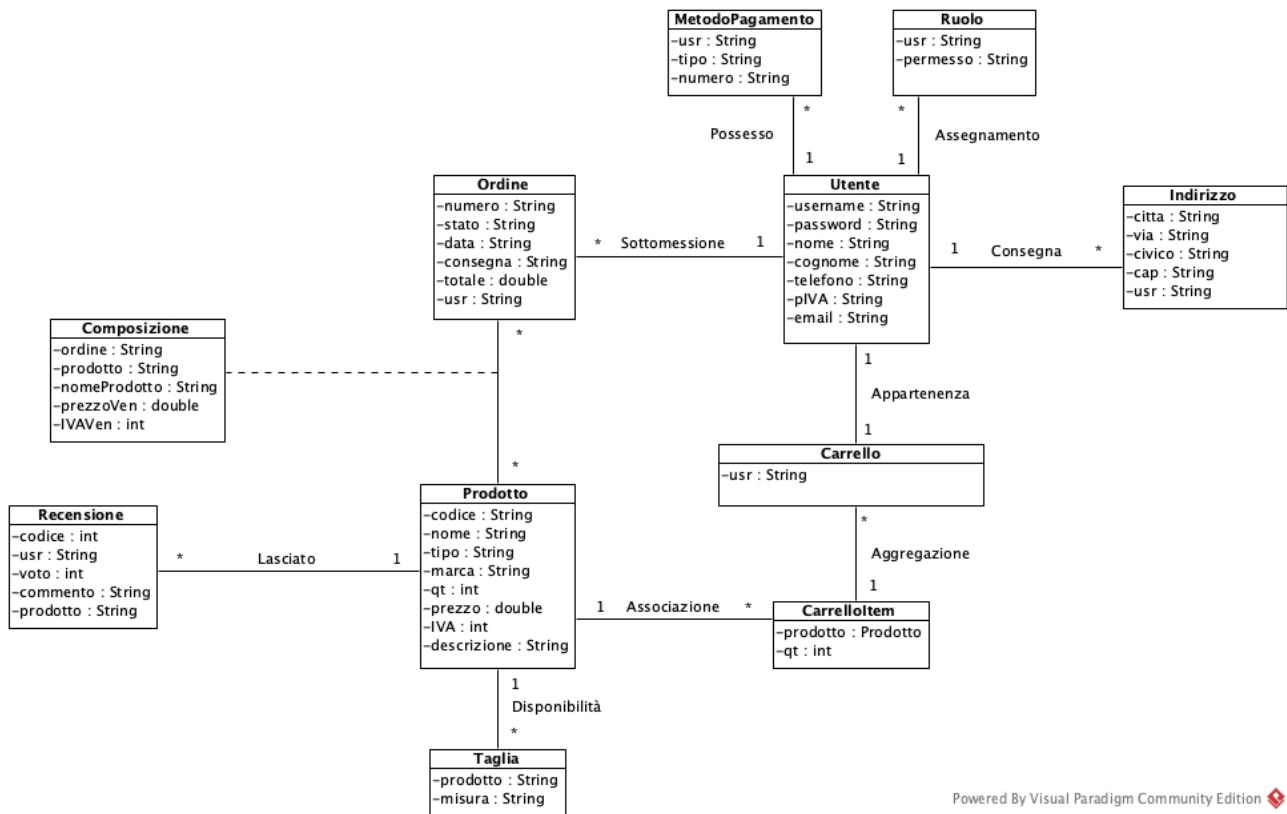 MetodoPagamento
-usr : String
-tipo : String
-numero : String
Ruolo
-usr : String
-permesso : String
*
*
Possesso
Assegnamento
1
1
Ordine
-numero : String
-stato : String
-data : String
-consegna : String
-totale : double
-usr : String
* Sottomessione 1
Utente
-username : String
-password : String
-nome : String
-cognome : String
-telefono : String
-pIVA : String
-email : String
1 Consegna *
Indirizzo
-citta : String
-via : String
-civico : String
-cap : String
-usr : String
Composizione
-ordine : String
-prodotto : String
-nomeProdotto : String
-prezzoVen : double
-IVAVen : int
*
*
1
Appartenenza
1
Carrello
-usr : String
Recensione
-codice : int
-usr : String
-voto : int
-commento : String
-prodotto : String
* Lasciato 1
Prodotto
-codice : String
-nome : String
-tipo : String
-marca : String
-qt : int
-prezzo : double
-IVA : int
-descrizione : String
*
Aggregazione
1
1 Associazione *
CarrelloItem
-prodotto : Prodotto
-qt : int
1
Disponibilità
*
Taglia
-prodotto : String
-misura : String
Powered By Visual Paradigm Community Edition